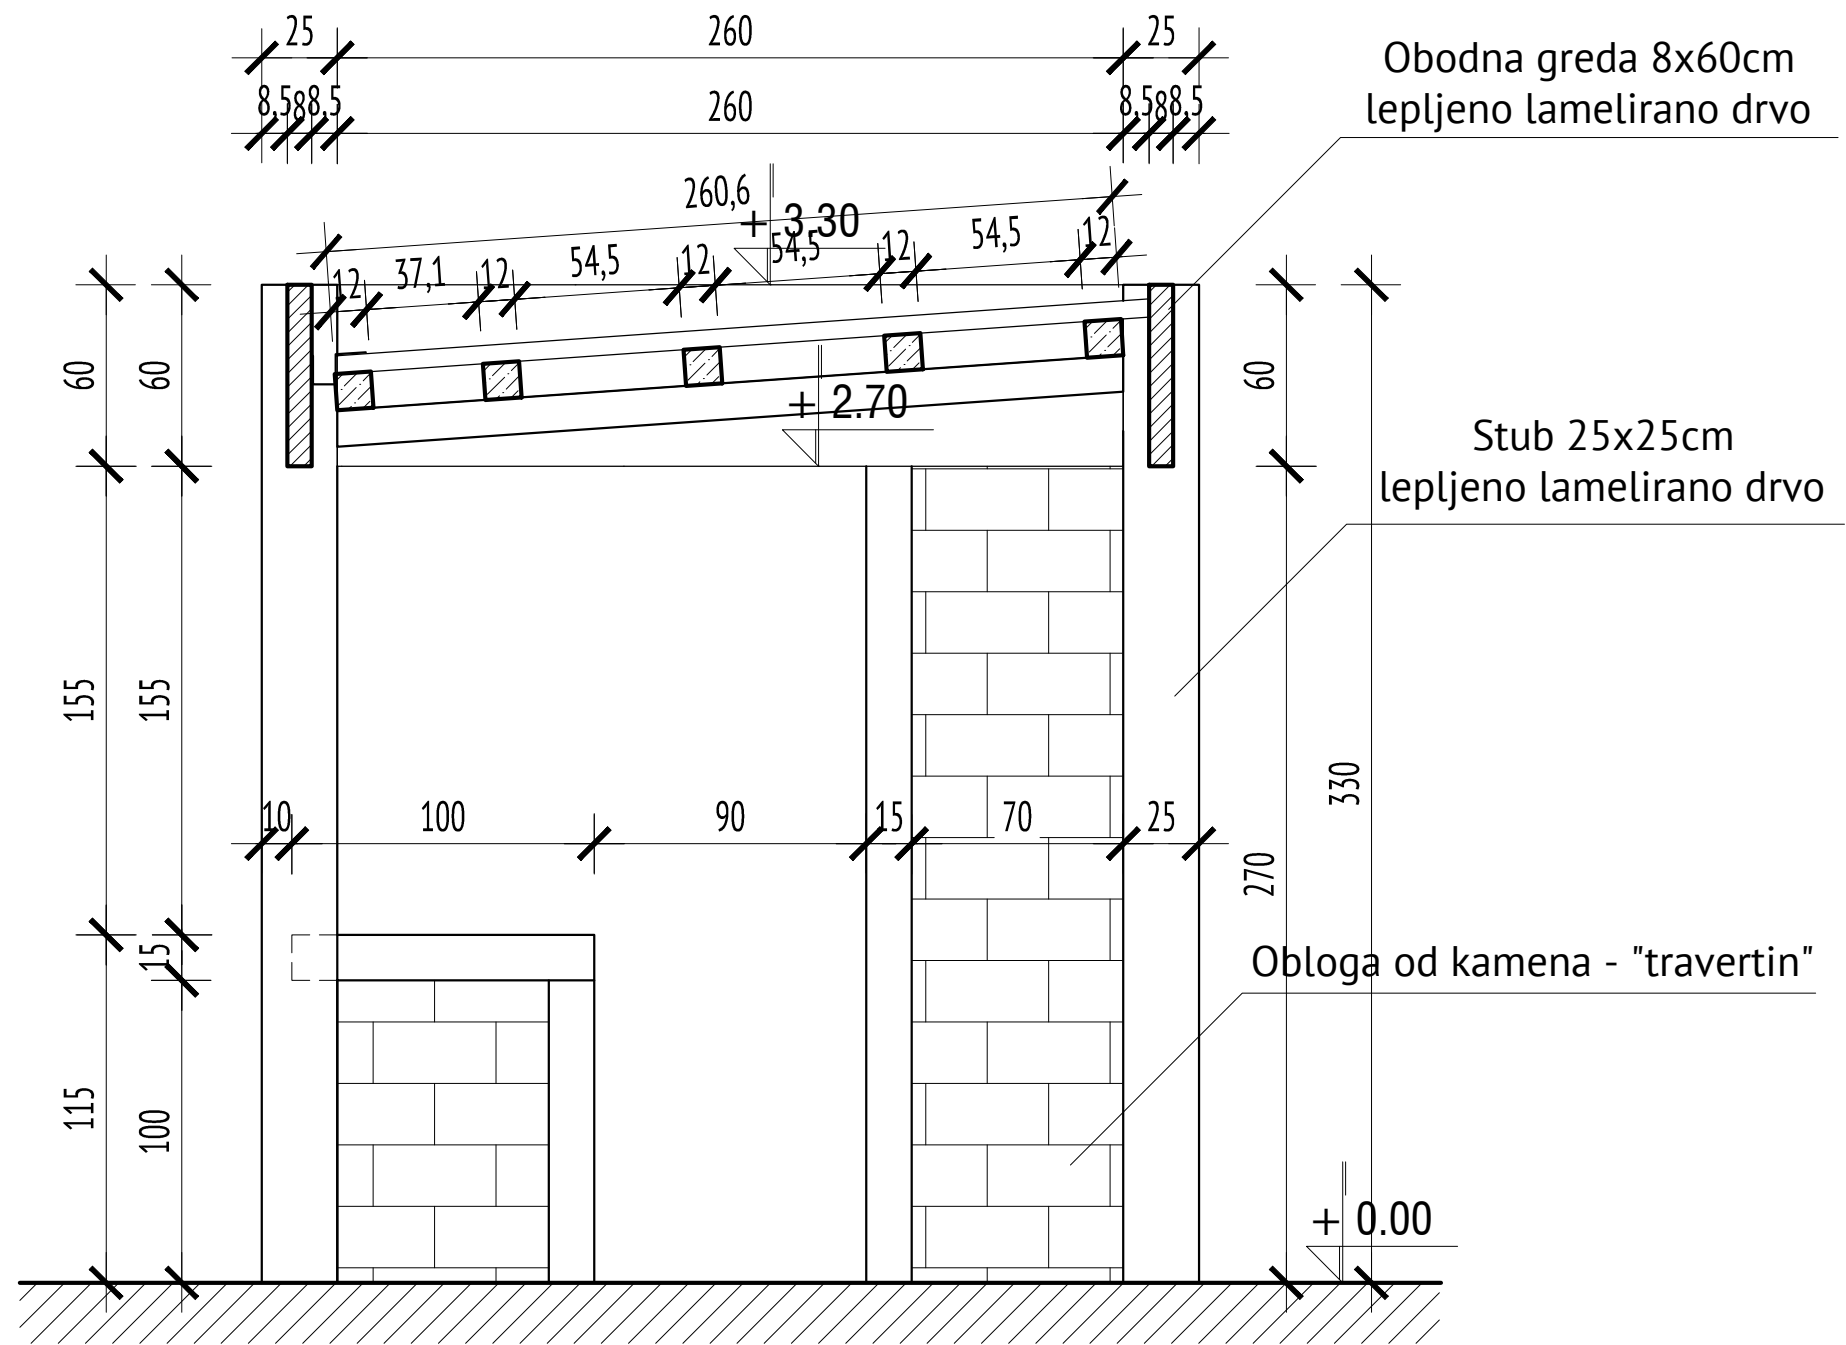 25 260 25
8,5 8 8,5 260 8,5 8 8,5
Obodna greda 8x60cm
lepljeno lamelirano drvo
260,6
+ 3.30
12 37,1 12 54,5 12 54,5 12 54,5 12
60 60 60
+ 2.70
Stub 25x25cm
lepljeno lamelirano drvo
155 155
330
10 100 90 15 70 25
270
15
Obloga od kamena - "travertin"
115 100
+ 0.00